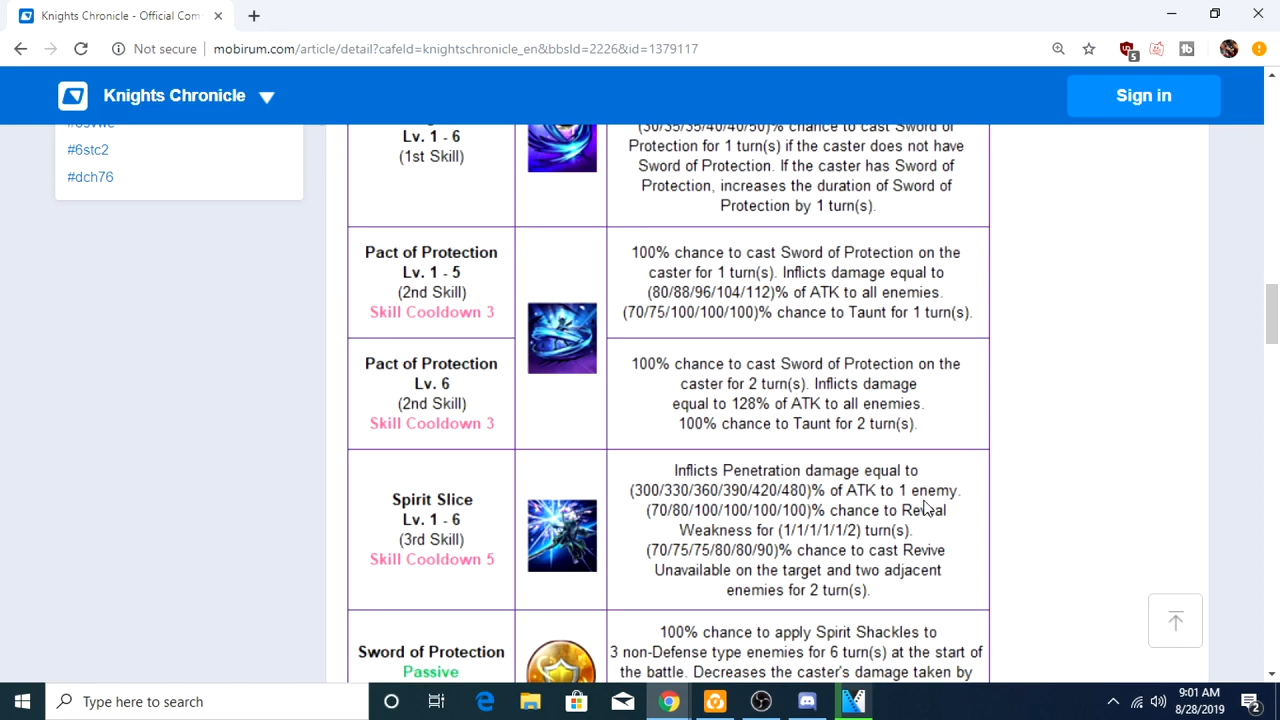 Knights Chronicle - Official Com
Not secure
mobirum.com/article/detail?cafeId=knightschronicle_en&bbsId=2226&id=1379117
5
Knights Chronicle
Sign in
#6stc2
#dch76
Lv. 1 - 6
(1st Skill)
(30/35/35/40/40/50)% chance to cast Sword of
Protection for 1 turn(s) if the caster does not have
Sword of Protection. If the caster has Sword of
Protection, increases the duration of Sword of
Protection by 1 turn(s).
Pact of Protection
Lv. 1 - 5
(2nd Skill)
Skill Cooldown 3
100% chance to cast Sword of Protection on the
caster for 1 turn(s). Inflicts damage equal to
(80/88/96/104/112)% of ATK to all enemies.
(70/75/100/100/100)% chance to Taunt for 1 turn(s).
Pact of Protection
Lv. 6
(2nd Skill)
Skill Cooldown 3
100% chance to cast Sword of Protection on the
caster for 2 turn(s). Inflicts damage
equal to 128% of ATK to all enemies.
100% chance to Taunt for 2 turn(s).
Spirit Slice
Lv. 1 - 6
(3rd Skill)
Skill Cooldown 5
Inflicts Penetration damage equal to
(300/330/360/390/420/480)% of ATK to 1 enemy.
(70/80/100/100/100/100)% chance to Reveal
Weakness for (1/1/1/1/1/2) turn(s).
(70/75/75/80/80/90)% chance to cast Revive
Unavailable on the target and two adjacent
enemies for 2 turn(s).
Sword of Protection
Passive
100% chance to apply Spirit Shackles to
3 non-Defense type enemies for 6 turn(s) at the start of
the battle. Decreases the caster's damage taken by
Type here to search
9:01 AM
8/28/2019
2